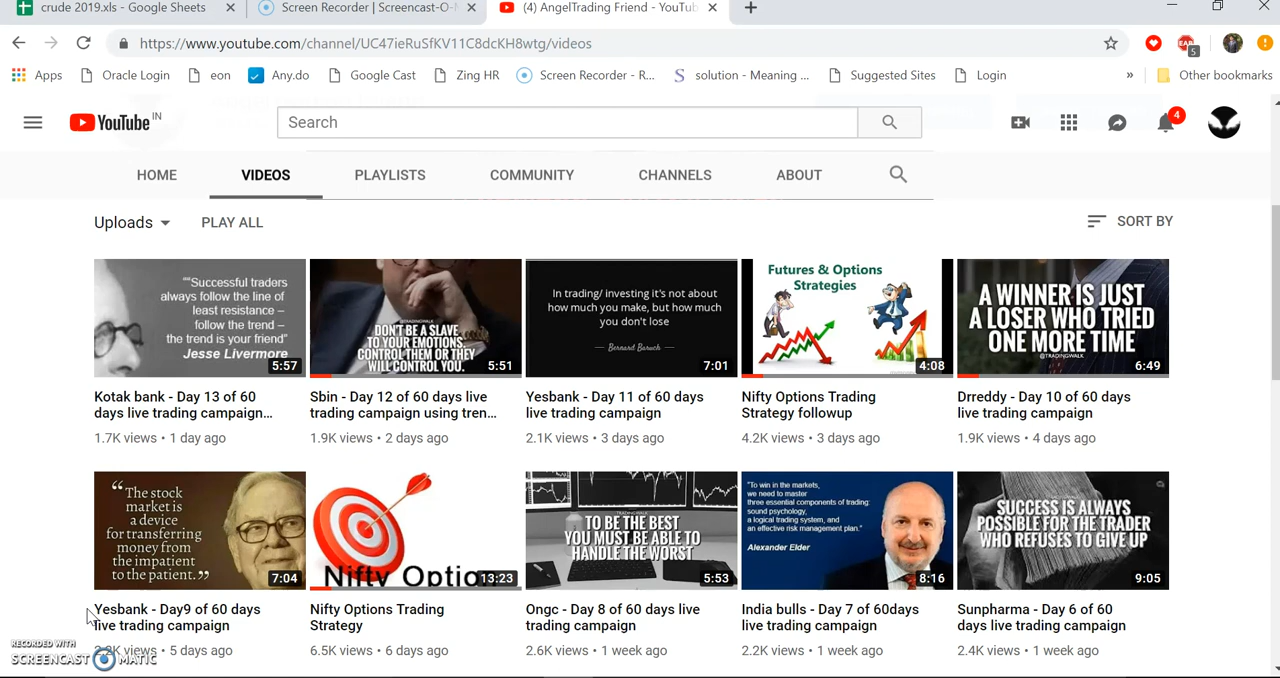 crude 2019.xls - Google Sheets
Screen Recorder | Screencast-O-
(4) AngelTrading Friend - YouTub
https://www.youtube.com/channel/UC47ieRuSfKV11C8dcKH8wtg/videos
5
Apps Oracle Login eon Any.do Google Cast Zing HR Screen Recorder - R... S solution - Meaning ... Suggested Sites Login » Other bookmarks
YouTube IN
Search
4
HOME VIDEOS PLAYLISTS COMMUNITY CHANNELS ABOUT
Uploads PLAY ALL SORT BY
““Successful traders
always follow the line of
least resistance –
follow the trend –
the trend is your friend”
Jesse Livermore
5:57
DON'T BE A SLAVE
TO YOUR EMOTIONS.
CONTROL THEM OR THEY
WILL CONTROL YOU.
5:51
In trading/ investing it's not about
how much you make, but how much
you don't lose
— Bernard Baruch —
7:01
Futures & Options
Strategies
4:08
A WINNER IS JUST
A LOSER WHO TRIED
ONE MORE TIME
@TRADINGWALK
6:49
Kotak bank - Day 13 of 60
days live trading campaign...
1.7K views • 1 day ago
Sbin - Day 12 of 60 days live
trading campaign using tren...
1.9K views • 2 days ago
Yesbank - Day 11 of 60 days
live trading campaign
2.1K views • 3 days ago
Nifty Options Trading
Strategy followup
4.2K views • 3 days ago
Drreddy - Day 10 of 60 days
live trading campaign
1.9K views • 4 days ago
“The stock
market is
a device
for transferring
money from
the impatient
to the patient.”
7:04
Nifty Option
13:23
TO BE THE BEST
YOU MUST BE ABLE TO
HANDLE THE WORST
5:53
"To win in the markets,
we need to master
three essential components of trading:
sound psychology,
a logical trading system, and
an effective risk management plan."
Alexander Elder
8:16
SUCCESS IS ALWAYS
POSSIBLE FOR THE TRADER
WHO REFUSES TO GIVE UP
9:05
Yesbank - Day9 of 60 days
live trading campaign
views • 5 days ago
Nifty Options Trading
Strategy
6.5K views • 6 days ago
Ongc - Day 8 of 60 days live
trading campaign
2.6K views • 1 week ago
India bulls - Day 7 of 60days
live trading campaign
2.2K views • 1 week ago
Sunpharma - Day 6 of 60
days live trading campaign
2.4K views • 1 week ago
RECORDED WITH
SCREENCAST MATIC